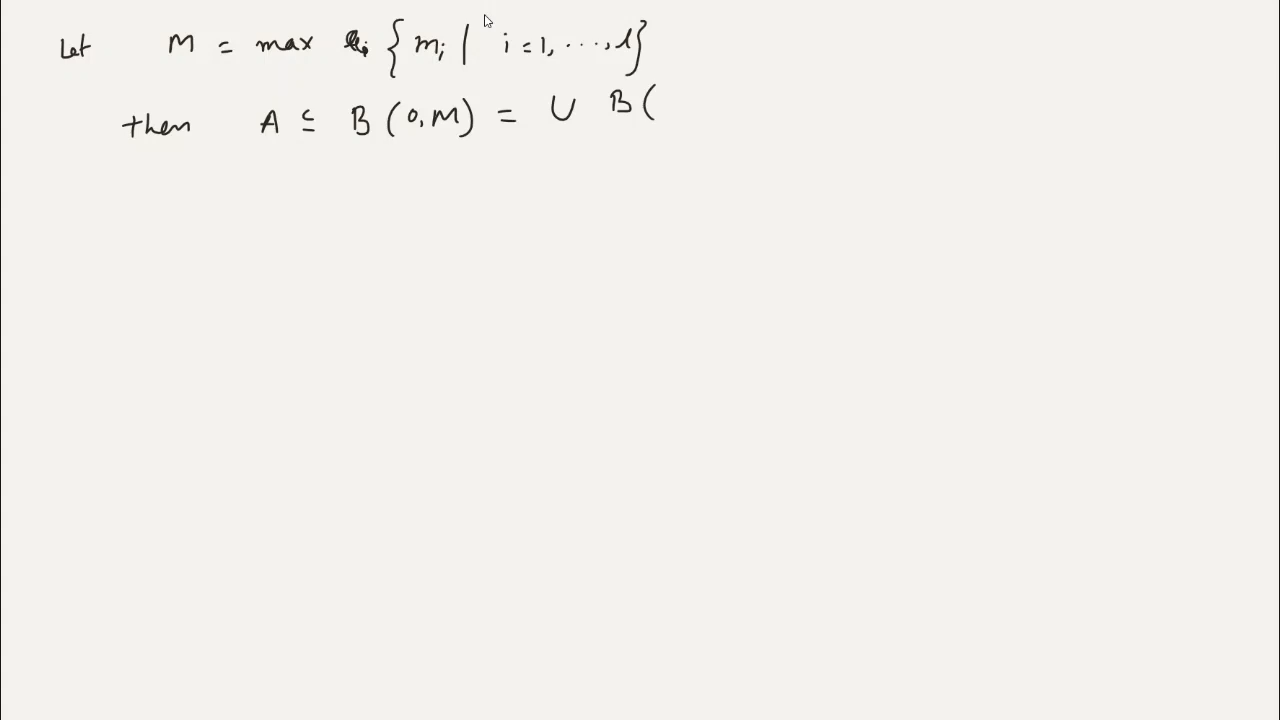 Let M = max { m_i | i = 1, ..., l }
then A ⊆ B ( 0, M ) = ∪ B (